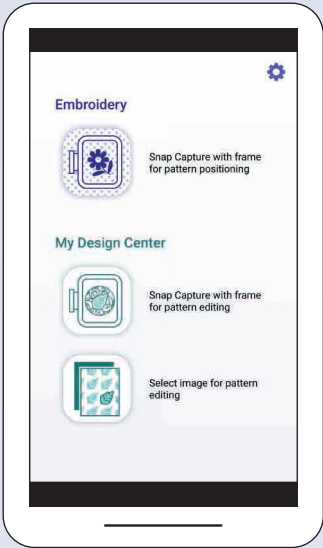 Embroidery
Snap Capture with frame
for pattern positioning
My Design Center
Snap Capture with frame
for pattern editing
Select image for pattern
editing